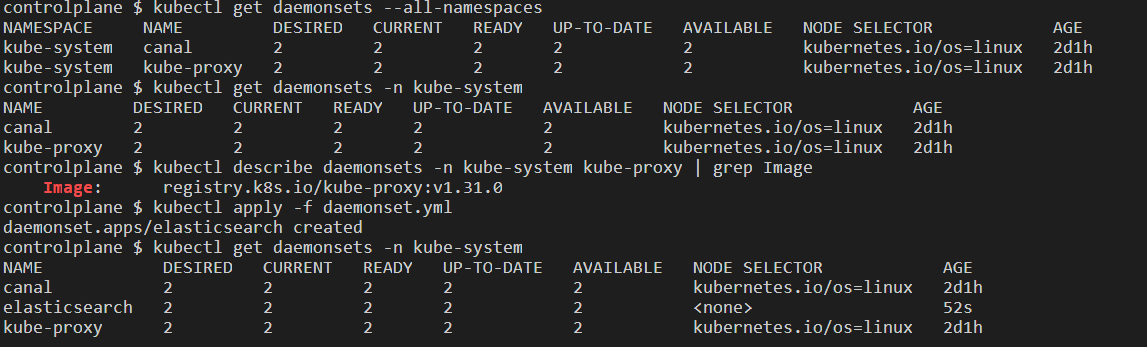 controlplane $ kubectl get daemonsets --all-namespaces
NAMESPACE     NAME         DESIRED   CURRENT   READY   UP-TO-DATE   AVAILABLE   NODE SELECTOR            AGE
kube-system   canal        2         2         2       2            2           kubernetes.io/os=linux   2d1h
kube-system   kube-proxy   2         2         2       2            2           kubernetes.io/os=linux   2d1h
controlplane $ kubectl get daemonsets -n kube-system
NAME         DESIRED   CURRENT   READY   UP-TO-DATE   AVAILABLE   NODE SELECTOR            AGE
canal        2         2         2       2            2           kubernetes.io/os=linux   2d1h
kube-proxy   2         2         2       2            2           kubernetes.io/os=linux   2d1h
controlplane $ kubectl describe daemonsets -n kube-system kube-proxy | grep Image
    Image:      registry.k8s.io/kube-proxy:v1.31.0
controlplane $ kubectl apply -f daemonset.yml
daemonset.apps/elasticsearch created
controlplane $ kubectl get daemonsets -n kube-system
NAME            DESIRED   CURRENT   READY   UP-TO-DATE   AVAILABLE   NODE SELECTOR            AGE
canal           2         2         2       2            2           kubernetes.io/os=linux   2d1h
elasticsearch   2         2         2       2            2           <none>                   52s
kube-proxy      2         2         2       2            2           kubernetes.io/os=linux   2d1h